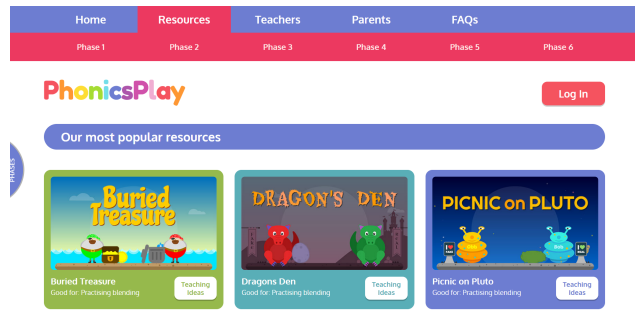 Home Resources Teachers Parents FAQs
Phase 1 Phase 2 Phase 3 Phase 4 Phase 5 Phase 6
PhonicsPlay
Log In
Our most popular resources
PHASES
Buried
Treasure
DRAGON'S DEN
PICNIC on PLUTO
Buried Treasure
Good for: Practising blending
Teaching
Ideas
Dragons Den
Good for: Practising blending
Teaching
Ideas
Picnic on Pluto
Good for: Practising blending
Teaching
Ideas